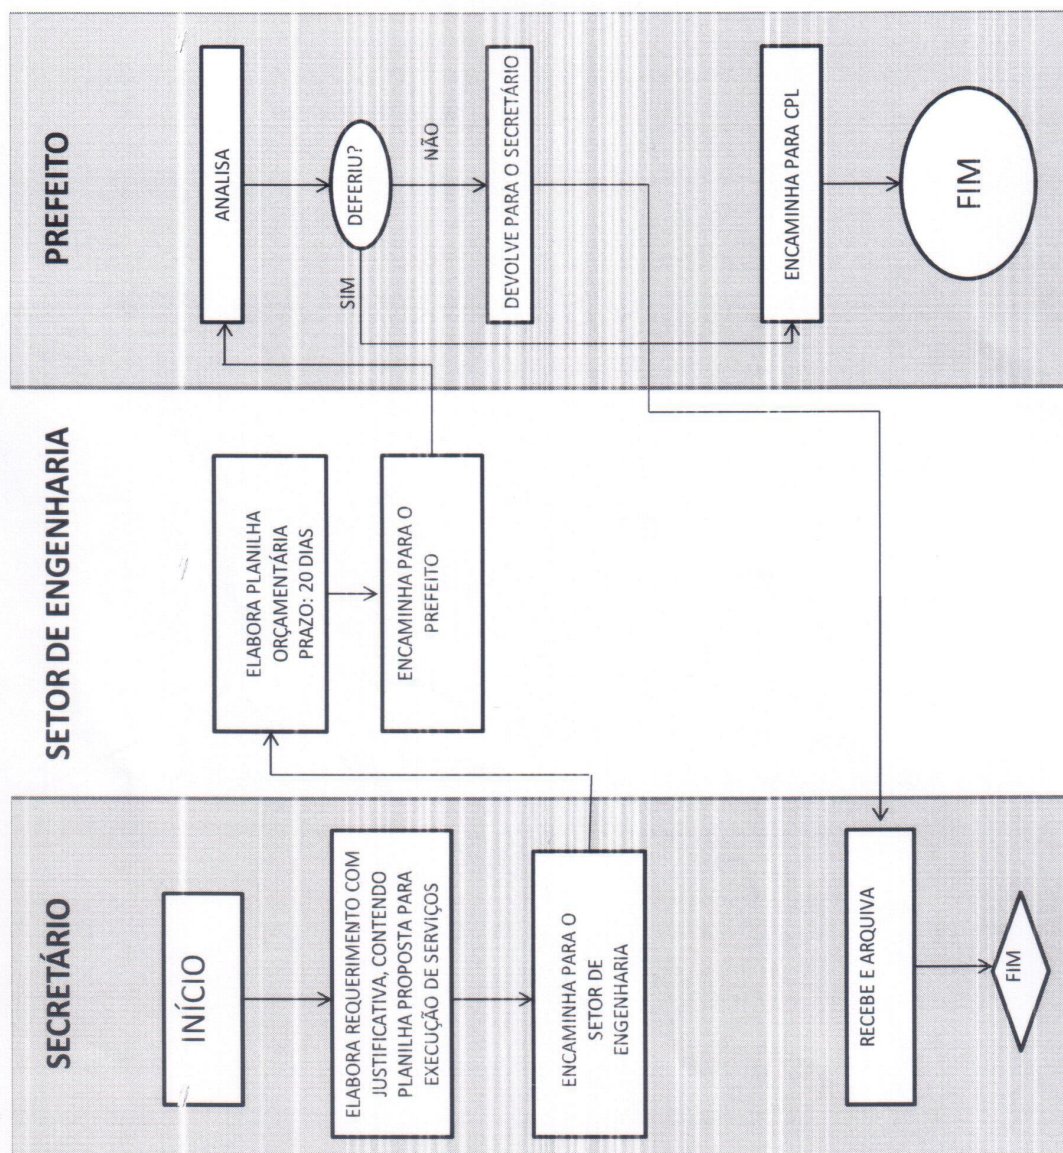 SECRETÁRIO
INÍCIO
ELABORA REQUERIMENTO COM
JUSTIFICATIVA, CONTENDO
PLANILHA PROPOSTA PARA
EXECUÇÃO DE SERVIÇOS
ENCAMINHA PARA O
SETOR DE
ENGENHARIA
RECEBE E ARQUIVA
FIM
SETOR DE ENGENHARIA
ELABORA PLANILHA
ORÇAMENTÁRIA
PRAZO: 20 DIAS
ENCAMINHA PARA O
PREFEITO
PREFEITO
ANALISA
DEFERIU?
SIM
NÃO
DEVOLVE PARA O SECRETÁRIO
ENCAMINHA PARA CPL
FIM